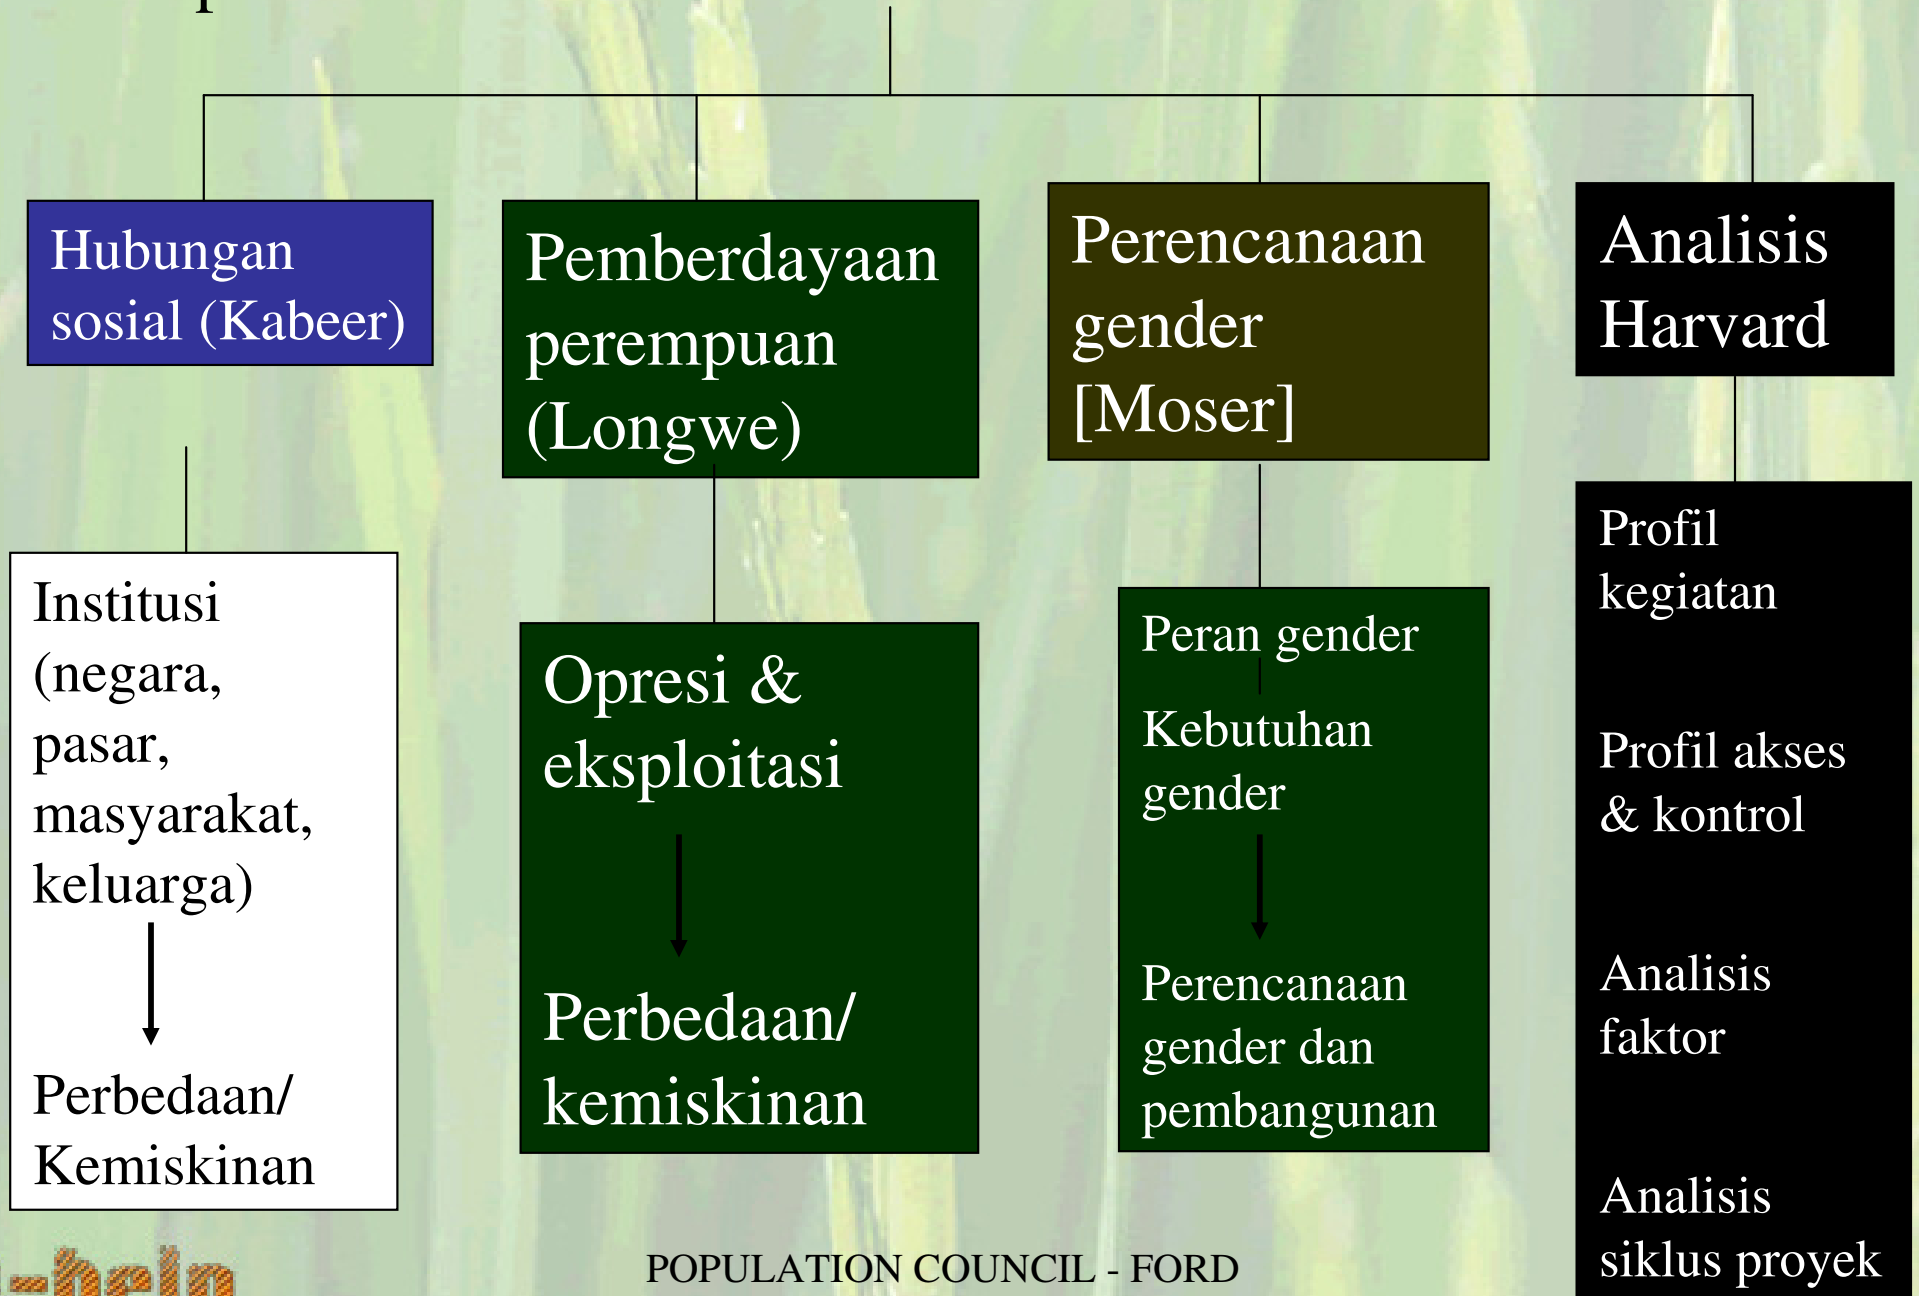 Hubungan
sosial (Kabeer)
Pemberdayaan
perempuan
(Longwe)
Perencanaan
gender
[Moser]
Analisis
Harvard
Institusi
(negara,
pasar,
masyarakat,
keluarga)
Perbedaan/
Kemiskinan
Opresi &
eksploitasi
Perbedaan/
kemiskinan
Peran gender
Kebutuhan
gender
Perencanaan
gender dan
pembangunan
Profil
kegiatan
Profil akses
& kontrol
Analisis
faktor
Analisis
siklus proyek
POPULATION COUNCIL - FORD